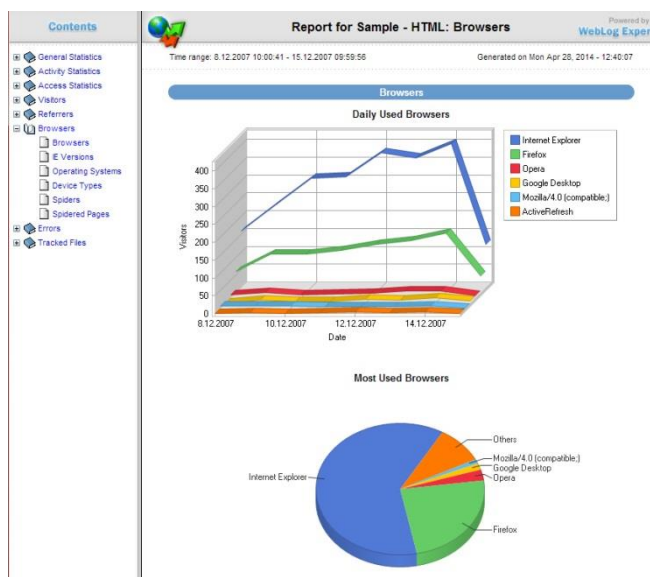 Contents
General Statistics
Activity Statistics
Access Statistics
Visitors
Referrers
Browsers
Browsers
IE Versions
Operating Systems
Device Types
Spiders
Spidered Pages
Errors
Tracked Files
Report for Sample - HTML: Browsers
Powered by
WebLog Exper
Time range: 8.12.2007 10:00:41 - 15.12.2007 09:59:56
Generated on Mon Apr 28, 2014 - 12:40:07
Browsers
Daily Used Browsers
400
350
300
250
200
150
100
50
0
Visitors
8.12.2007
10.12.2007
12.12.2007
14.12.2007
Date
Internet Explorer
Firefox
Opera
Google Desktop
Mozilla/4.0 (compatible;)
ActiveRefresh
Most Used Browsers
Others
Mozilla/4.0 (compatible;)
Google Desktop
Opera
Internet Explorer
Firefox